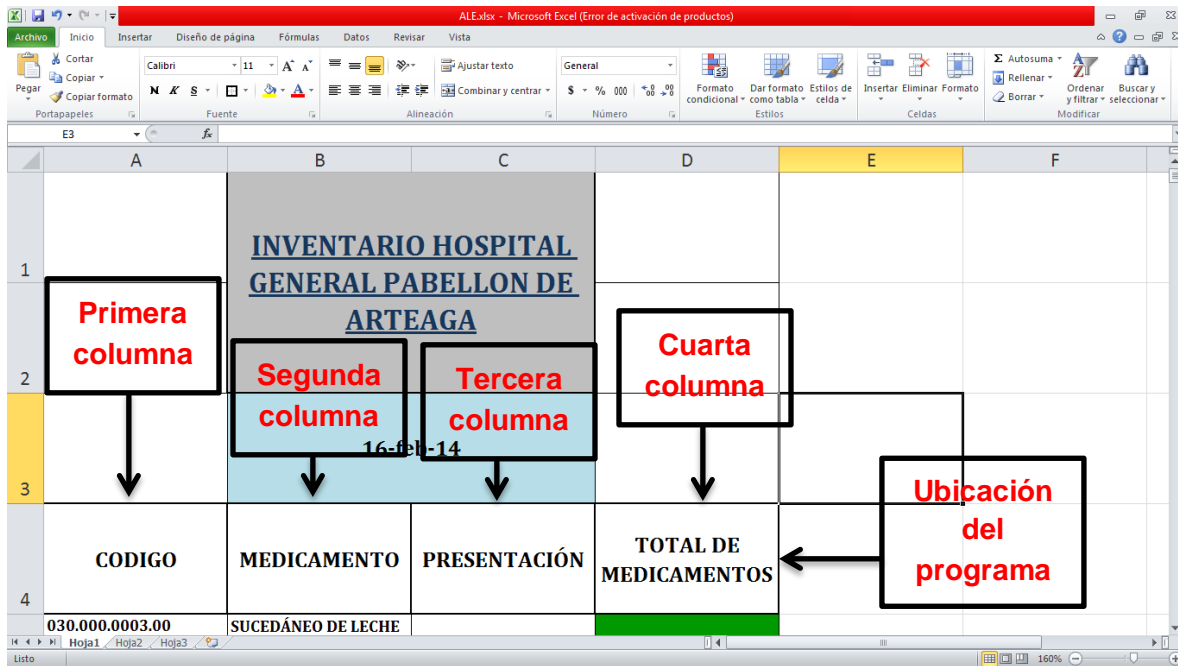 ALE.xlsx - Microsoft Excel (Error de activación de productos)
Archivo Inicio Insertar Diseño de página Fórmulas Datos Revisar Vista
Pegar
Cortar
Copiar
Copiar formato
Portapapeles
Calibri 11 A A
N K S A
Fuente
Ajustar texto
Combinar y centrar
Alineación
General
$ % 000
Número
Formato condicional
Dar formato como tabla
Estilos de celda
Estilos
Insertar Eliminar Formato
Celdas
Σ Autosuma
Rellenar
Borrar
Ordenar y filtrar
Buscar y seleccionar
Modificar
E3 fx
A B C D E F
1
INVENTARIO HOSPITAL
GENERAL PABELLON DE
ARTEAGA
2
Primera
columna
Segunda
columna
Tercera
columna
Cuarta
columna
3
16-feb-14
Ubicación
del
programa
4
CODIGO MEDICAMENTO PRESENTACIÓN TOTAL DE
MEDICAMENTOS
030.000.0003.00 SUCEDÁNEO DE LECHE
Hoja1 Hoja2 Hoja3
Listo 160%